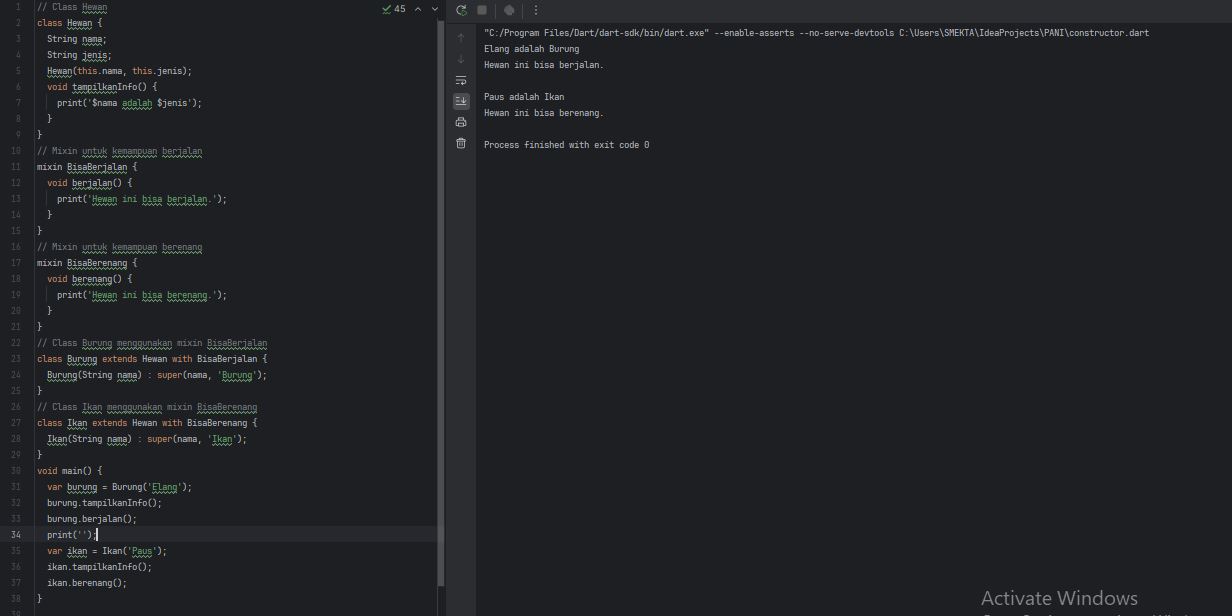 45
1 // Class Hewan
2 class Hewan {
3 String nama;
4 String jenis;
5 Hewan(this.nama, this.jenis);
6 void tampilkanInfo() {
7 print('$nama adalah $jenis');
8 }
9 }
10 // Mixin untuk kemampuan berjalan
11 mixin BisaBerjalan {
12 void berjalan() {
13 print('Hewan ini bisa berjalan.');
14 }
15 }
16 // Mixin untuk kemampuan berenang
17 mixin BisaBerenang {
18 void berenang() {
19 print('Hewan ini bisa berenang.');
20 }
21 }
22 // Class Burung menggunakan mixin BisaBerjalan
23 class Burung extends Hewan with BisaBerjalan {
24 Burung(String nama) : super(nama, 'Burung');
25 }
26 // Class Ikan menggunakan mixin BisaBerenang
27 class Ikan extends Hewan with BisaBerenang {
28 Ikan(String nama) : super(nama, 'Ikan');
29 }
30 void main() {
31 var burung = Burung('Elang');
32 burung.tampilkanInfo();
33 burung.berjalan();
34 print('');
35 var ikan = Ikan('Paus');
36 ikan.tampilkanInfo();
37 ikan.berenang();
38 }
39
"C:/Program Files/Dart/dart-sdk/bin/dart.exe" --enable-asserts --no-serve-devtools C:\Users\SMEKTA\IdeaProjects\PANI\constructor.dart
Elang adalah Burung
Hewan ini bisa berjalan.
Paus adalah Ikan
Hewan ini bisa berenang.
Process finished with exit code 0
Activate Windows